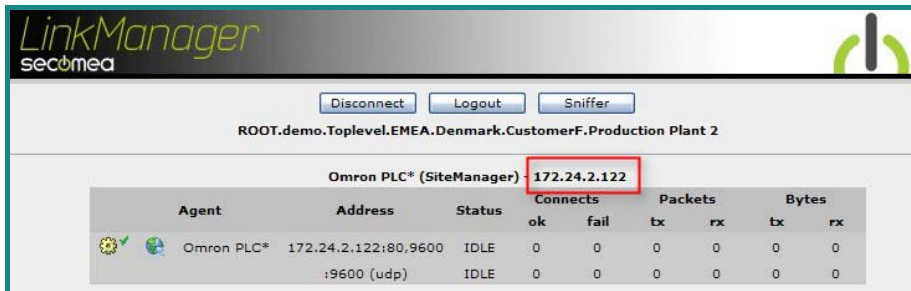 LinkManager
secomea
Disconnect Logout Sniffer
ROOT.demo.Toplevel.EMEA.Denmark.CustomerF.Production Plant 2
Omron PLC* (SiteManager) - 172.24.2.122
Agent Address Status Connects Packets Bytes
ok fail tx rx tx rx
Omron PLC* 172.24.2.122:80,9600 IDLE 0 0 0 0 0 0
:9600 (udp) IDLE 0 0 0 0 0 0